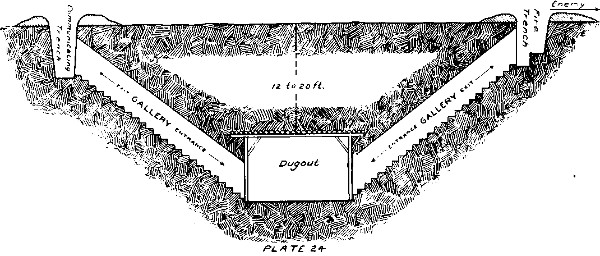 Enemy
Communicating
Trench
Fire
Trench
12 to 20 ft.
EXIT GALLERY ENTRANCE
ENTRANCE GALLERY EXIT
Dugout
PLATE 24